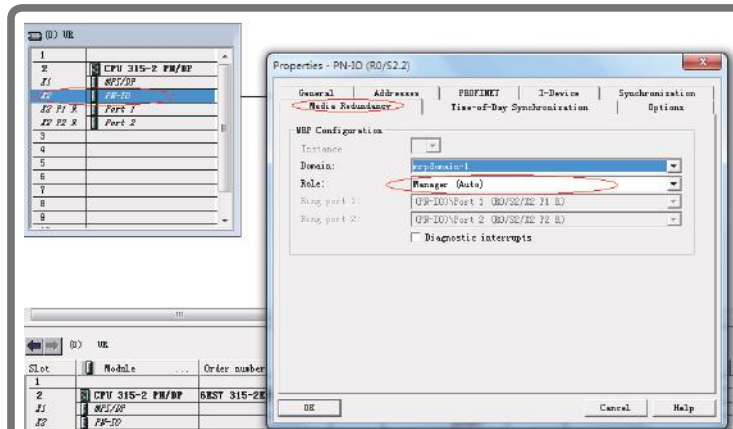 (0) UR
1
2 CPU 315-2 PN/DP
X1 MPI/DP
X2 PN-IO
X2 P1 R Port 1
X2 P2 R Port 2
3
4
5
6
7
8
9
Properties - PN-IO (R0/S2.2)
General Addresses PROFINET I-Device Synchronization
Media Redundancy Time-of-Day Synchronization Options
MRP Configuration
Instance
Domain: mrpdomain-1
Role: Manager (Auto)
Ring port 1: (PN-IO)\Port 1 (R0/S2/X2 P1 R)
Ring port 2: (PN-IO)\Port 2 (R0/S2/X2 P2 R)
Diagnostic interrupts
OK Cancel Help
(0) UR
Slot Module ... Order number
1
2 CPU 315-2 PN/DP 6ES7 315-2E
X1 MPI/DP
X2 PN-IO